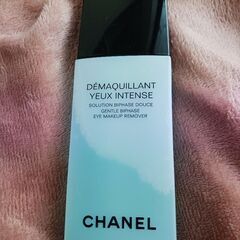 DÉMAQUILLANT
YEUX INTENSE
SOLUTION BIPHASE DOUCE
GENTLE BIPHASE
EYE MAKEUP REMOVER
CHANEL